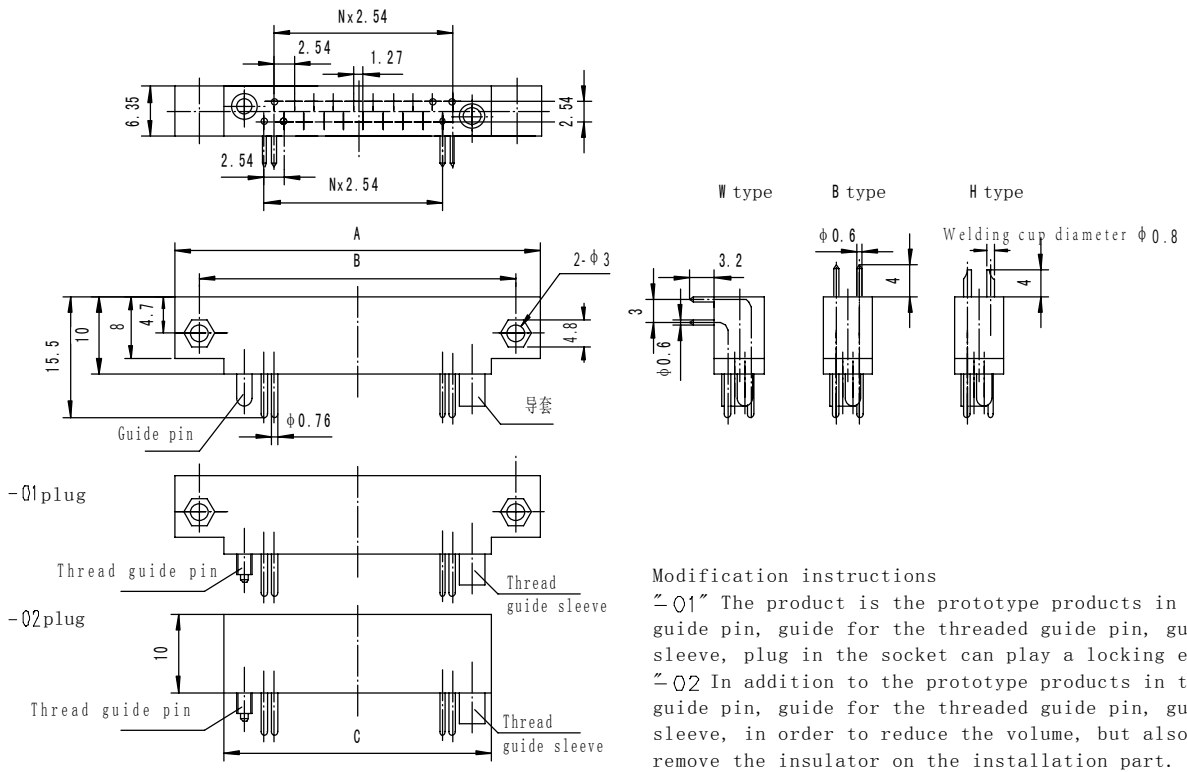 N x 2.54
2.54
1.27
6.35
2.54
2.54
N x 2.54
W type
B type
H type
A
φ0.6
Welding cup diameter φ0.8
B
2-φ3
3.2
4
4
15.5
10
8
4.7
4.8
3
φ0.6
导套
φ0.76
Guide pin
-01plug
Thread guide pin
Thread
guide sleeve
-02plug
10
Thread guide pin
Thread
guide sleeve
C
Modification instructions
"-01" The product is the prototype products in
guide pin, guide for the threaded guide pin, gu
sleeve, plug in the socket can play a locking e
"-02 In addition to the prototype products in t
guide pin, guide for the threaded guide pin, gu
sleeve, in order to reduce the volume, but also
remove the insulator on the installation part.